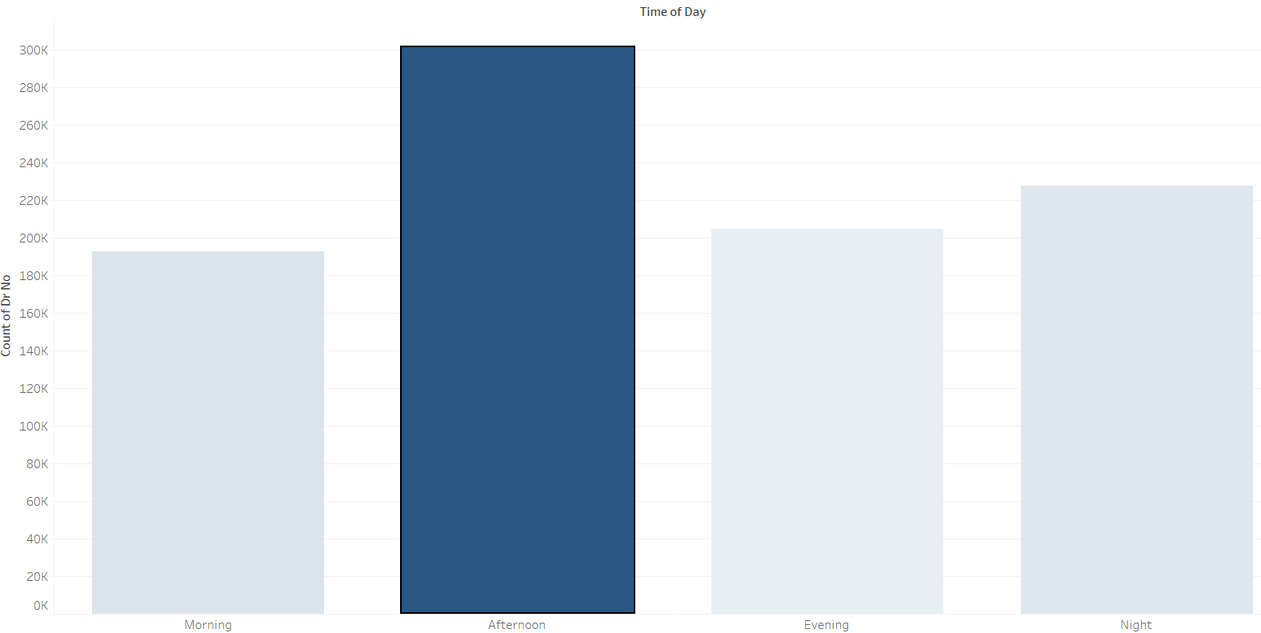 Time of Day
Count of Dr No
300K
280K
260K
240K
220K
200K
180K
160K
140K
120K
100K
80K
60K
40K
20K
0K
Morning
Afternoon
Evening
Night